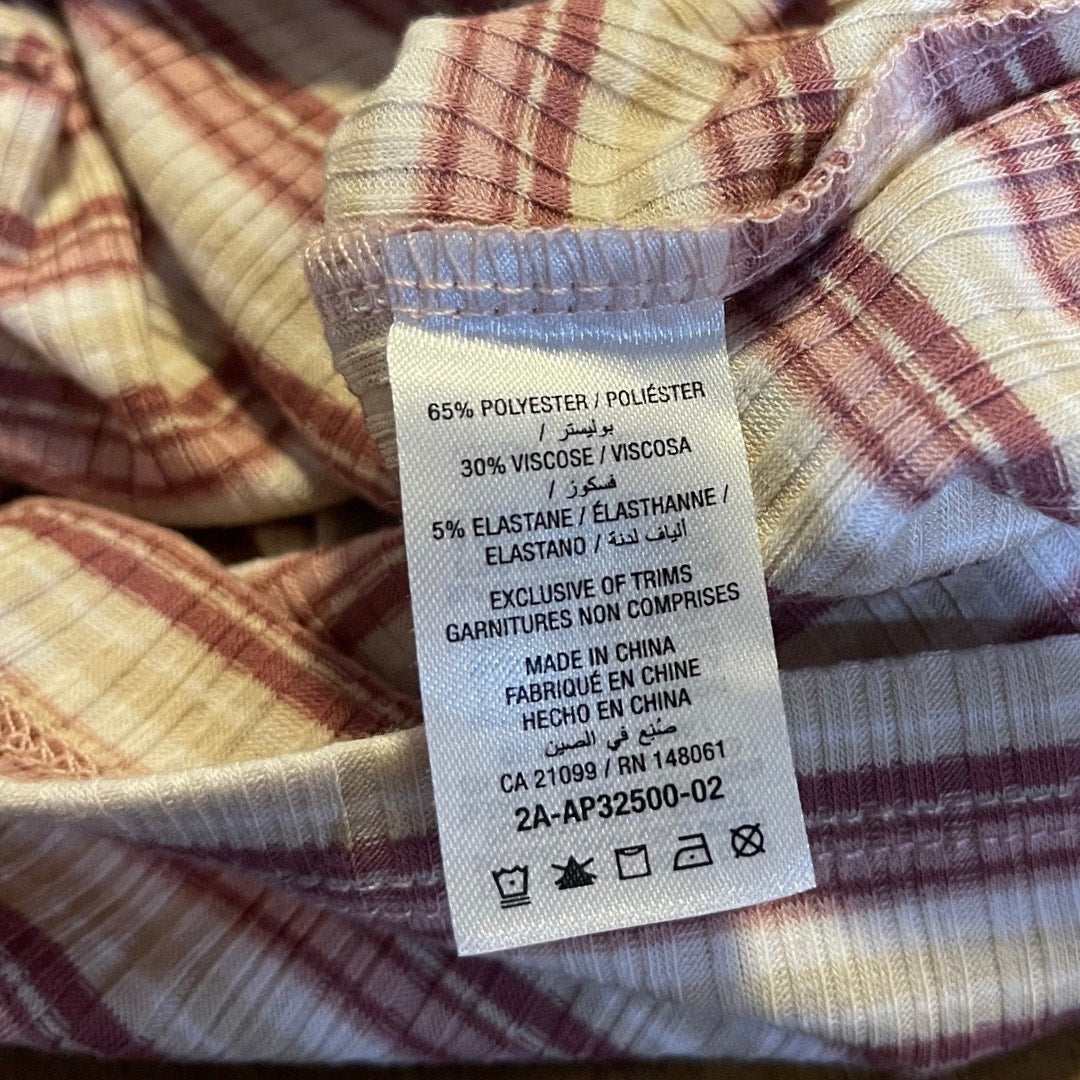 65% POLYESTER / POLIÉSTER
/ بوليستر
30% VISCOSE / VISCOSA
/ فسكوز
5% ELASTANE / ÉLASTHANNE /
ELASTANO / ألياف لدنة
EXCLUSIVE OF TRIMS
GARNITURES NON COMPRISES
MADE IN CHINA
FABRIQUÉ EN CHINE
HECHO EN CHINA
صُنِع في الصين
CA 21099 / RN 148061
2A-AP32500-02